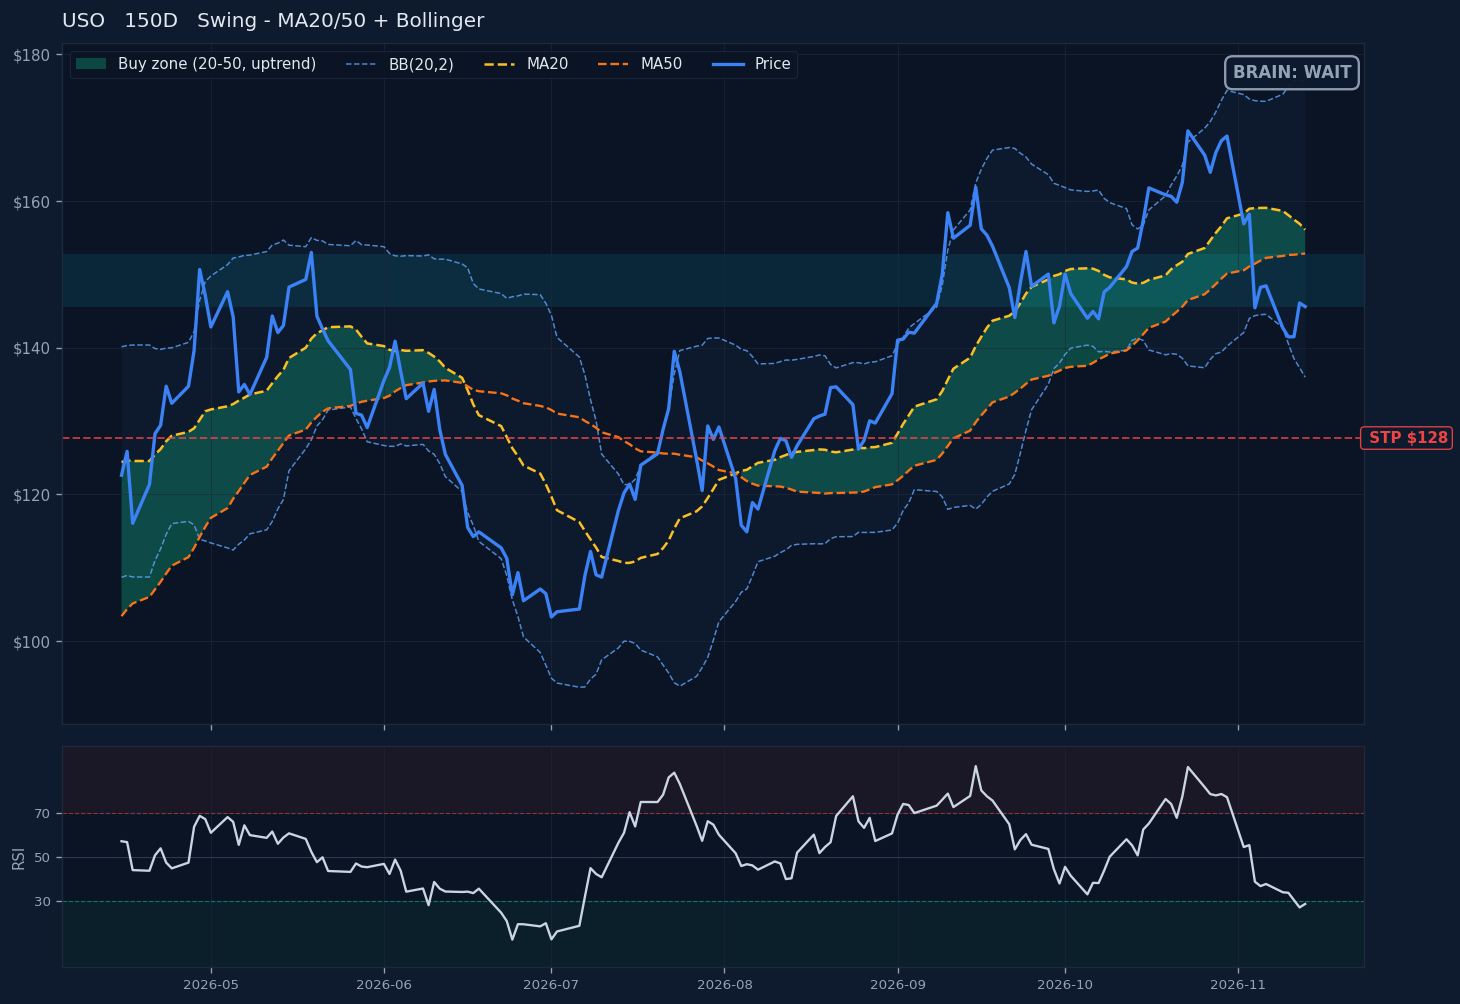 USO 150D Swing - MA20/50 + Bollinger
Buy zone (20-50, uptrend) BB(20,2) MA20 MA50 Price
BRAIN: WAIT
$180
$160
$140
$120
$100
STP $128
RSI
70
50
30
2026-05 2026-06 2026-07 2026-08 2026-09 2026-10 2026-11